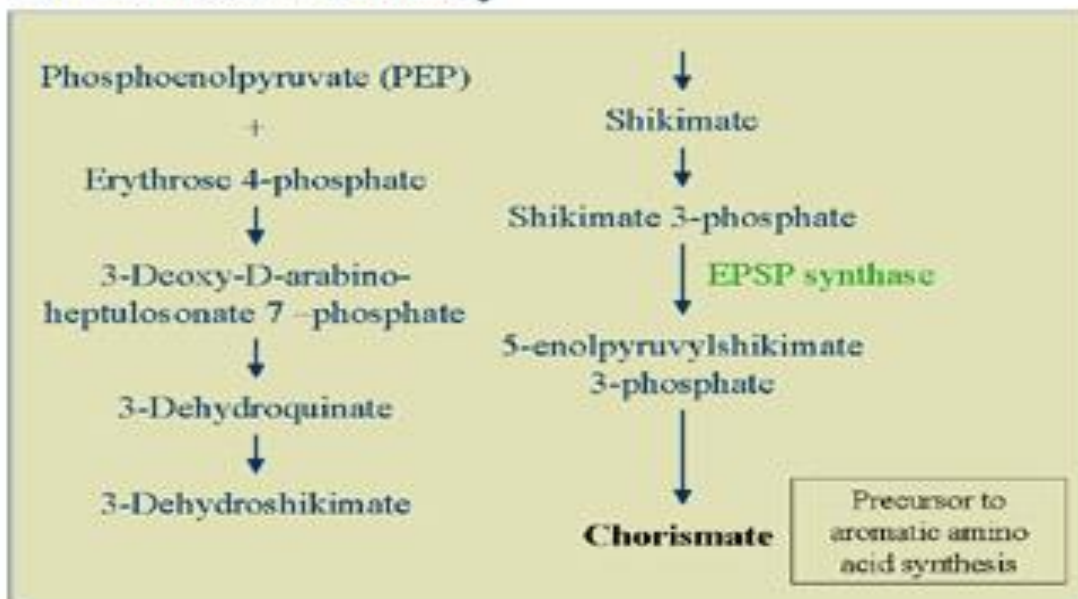 Phosphoenolpyruvate (PEP)
+
Erythrose 4-phosphate
3-Deoxy-D-arabino-
heptulosonate 7 –phosphate
3-Dehydroquinate
3-Dehydroshikimate
Shikimate
Shikimate 3-phosphate
EPSP synthase
5-enolpyruvylshikimate
3-phosphate
Chorismate
Precursor to
aromatic amino
acid synthesis